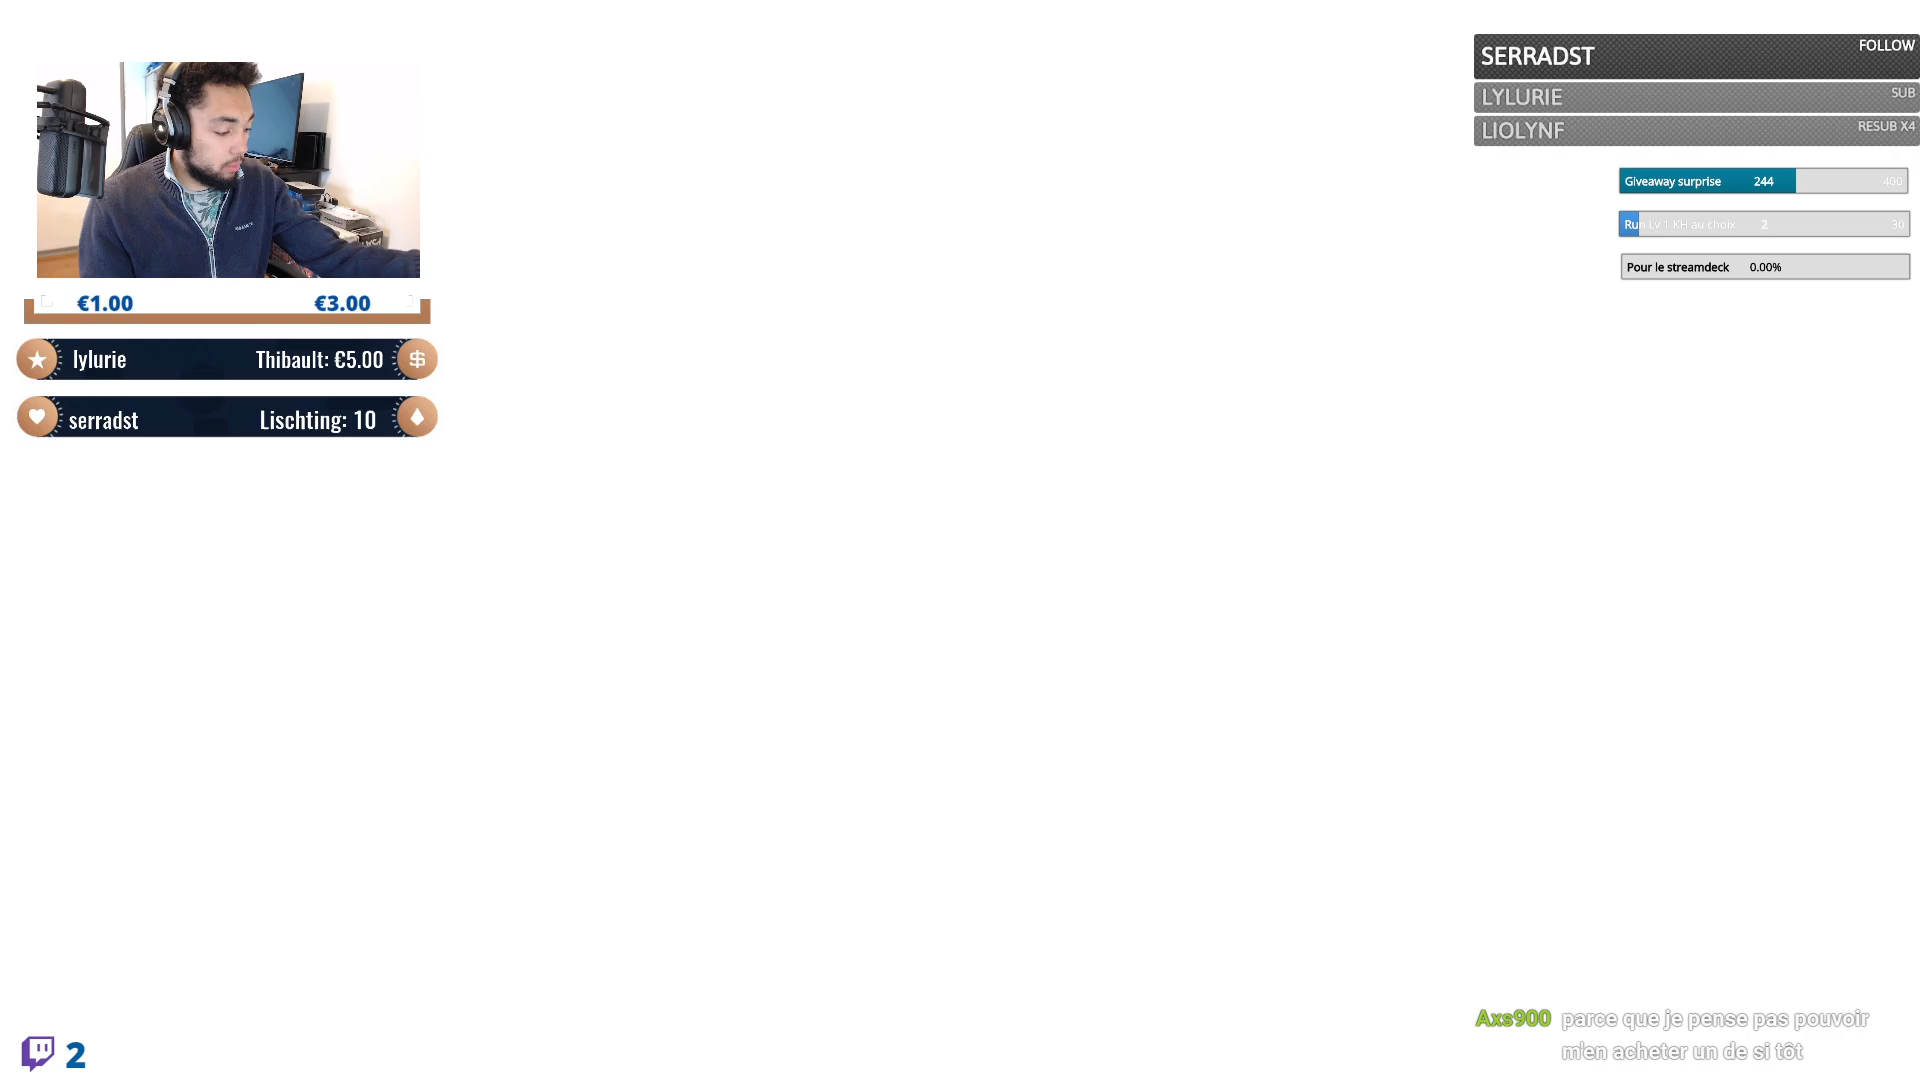 SERRADST FOLLOW
LYLURIE SUB
LIOLYNF RESUB X4
Giveaway surprise 244 400
Run Lv 1 KH au choix 2 30
Pour le streamdeck 0.00%
€1.00 €3.00
lylurie Thibault: €5.00
serradst Lischting: 10
Axs900 parce que je pense pas pouvoir
m'en acheter un de si tôt
2